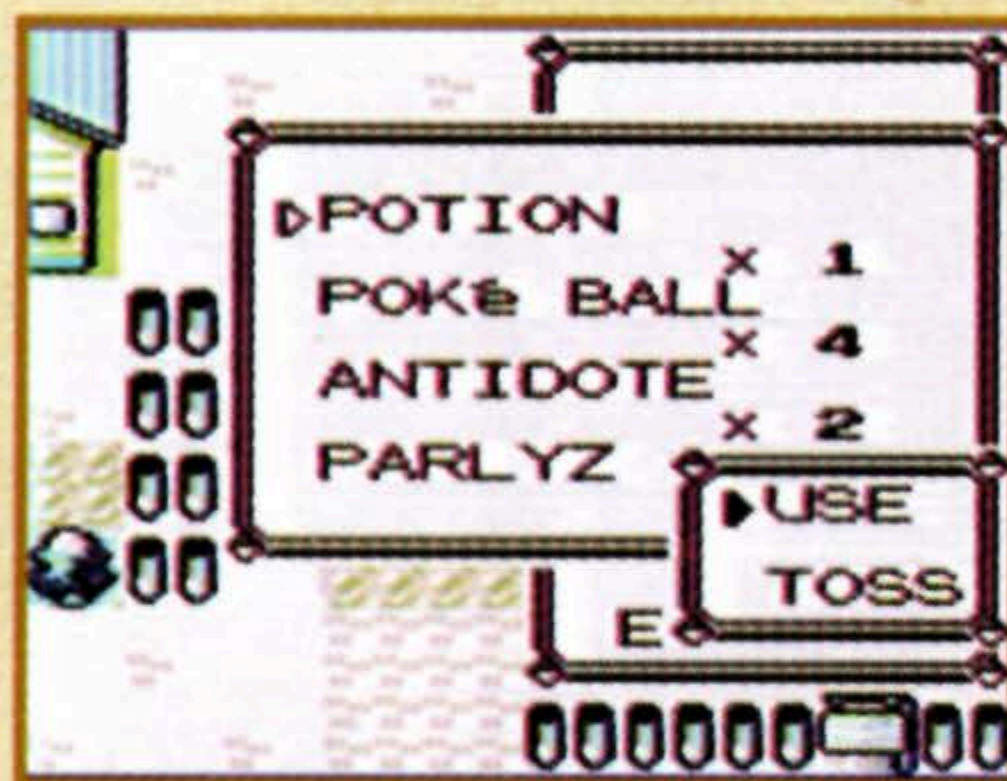 ▷POTION
× 1
POKé BALL
× 4
ANTIDOTE
× 2
PARLYZ
▶USE
TOSS
E